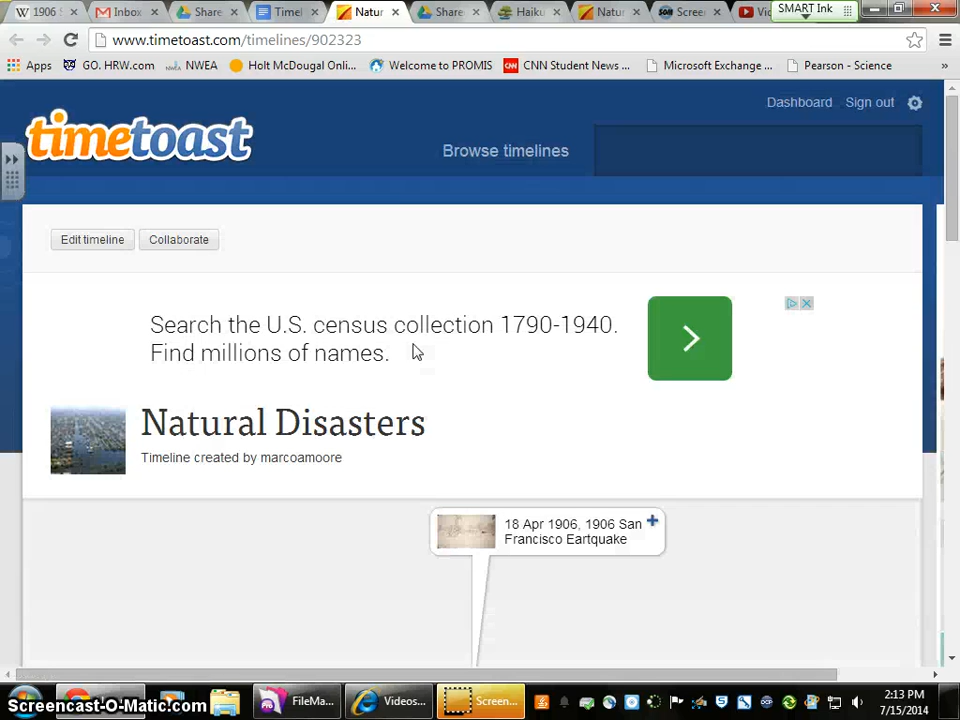 1906 S
Inbox
Share
Timel
Natur
Share
Haiku
Natur
Screen
Vic
SMART Ink
www.timetoast.com/timelines/902323
Apps GO. HRW.com NWEA Holt McDougal Onli... Welcome to PROMIS CNN Student News ... Microsoft Exchange ... Pearson - Science »
Dashboard Sign out
timetoast
Browse timelines
Edit timeline Collaborate
Search the U.S. census collection 1790-1940.
Find millions of names.
Natural Disasters
Timeline created by marcoamoore
18 Apr 1906, 1906 San
Francisco Eartquake
FileMa...
Videos...
Screen...
2:13 PM
7/15/2014
Screencast-O-Matic.com